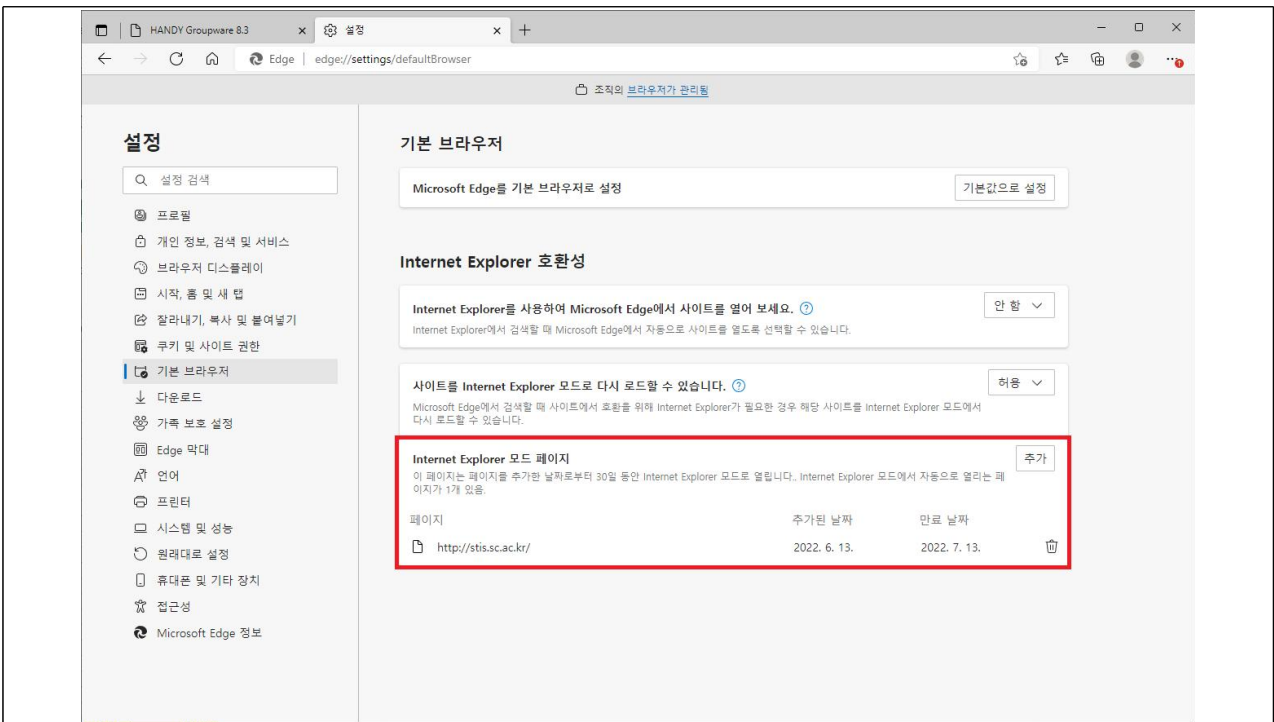 HANDY Groupware 8.3
설정
Edge edge://settings/defaultBrowser
조직의 브라우저가 관리됨
설정
설정 검색
프로필
개인 정보, 검색 및 서비스
브라우저 디스플레이
시작, 홈 및 새 탭
잘라내기, 복사 및 붙여넣기
쿠키 및 사이트 권한
기본 브라우저
다운로드
가족 보호 설정
Edge 막대
언어
프린터
시스템 및 성능
원래대로 설정
휴대폰 및 기타 장치
접근성
Microsoft Edge 정보
기본 브라우저
Microsoft Edge를 기본 브라우저로 설정
기본값으로 설정
Internet Explorer 호환성
Internet Explorer를 사용하여 Microsoft Edge에서 사이트를 열어 보세요.
안 함
Internet Explorer에서 검색할 때 Microsoft Edge에서 자동으로 사이트를 열도록 선택할 수 있습니다.
사이트를 Internet Explorer 모드로 다시 로드할 수 있습니다.
허용
Microsoft Edge에서 검색할 때 사이트에서 호환을 위해 Internet Explorer가 필요한 경우 해당 사이트를 Internet Explorer 모드에서
다시 로드할 수 있습니다.
Internet Explorer 모드 페이지
추가
이 페이지는 페이지를 추가한 날짜로부터 30일 동안 Internet Explorer 모드로 열립니다.. Internet Explorer 모드에서 자동으로 열리는 페
이지가 1개 있음.
페이지 추가된 날짜 만료 날짜
http://stis.sc.ac.kr/ 2022. 6. 13. 2022. 7. 13.